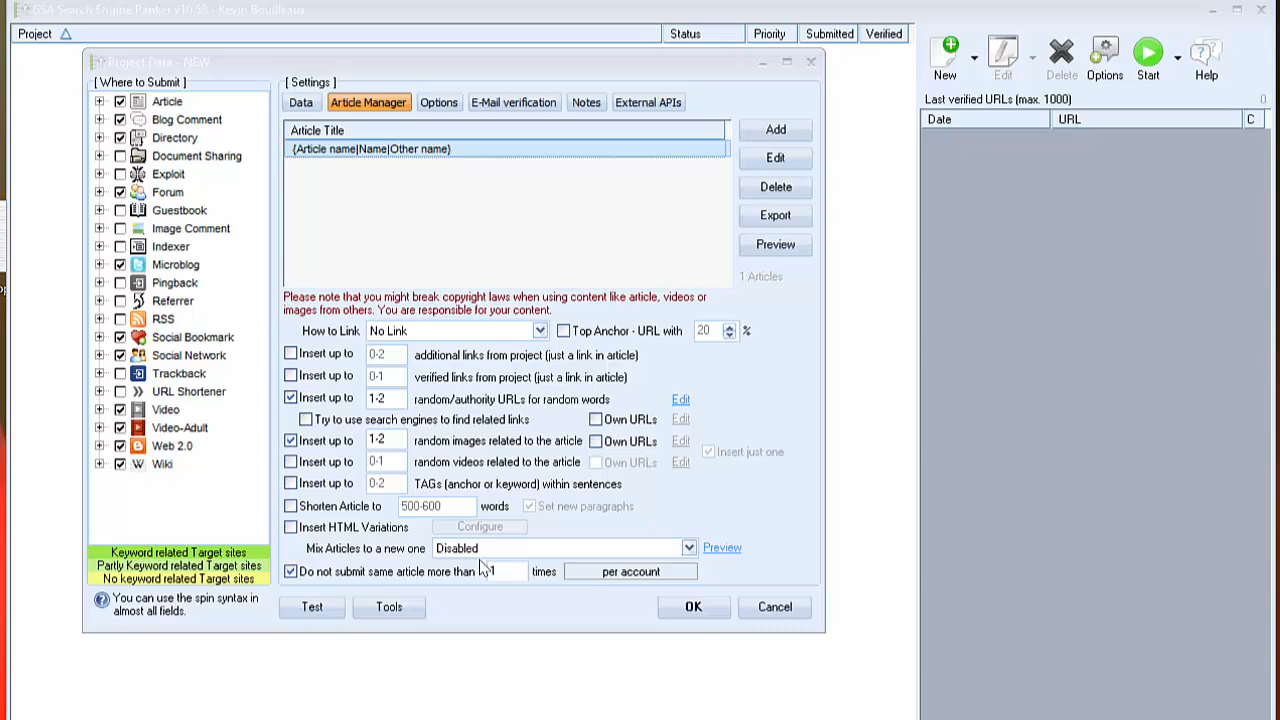 GSA Search Engine Ranker v10.58 - Kevin Bouilleaux
Project
Status
Priority
Submitted
Verified
New
Edit
Delete
Options
Start
Help
Last verified URLs (max. 1000)
0
Date
URL
C
Project Data - NEW
[ Where to Submit ]
Article
Blog Comment
Directory
Document Sharing
Exploit
Forum
Guestbook
Image Comment
Indexer
Microblog
Pingback
Referrer
RSS
Social Bookmark
Social Network
Trackback
URL Shortener
Video
Video-Adult
Web 2.0
Wiki
Keyword related Target sites
Partly Keyword related Target sites
No keyword related Target sites
You can use the spin syntax in
almost all fields.
[ Settings ]
Data
Article Manager
Options
E-Mail verification
Notes
External APIs
Article Title
{Article name|Name|Other name}
Add
Edit
Delete
Export
Preview
1 Articles
Please note that you might break copyright laws when using content like article, videos or
images from others. You are responsible for your content.
How to Link No Link Top Anchor - URL with 20 %
Insert up to 0-2 additional links from project (just a link in article)
Insert up to 0-1 verified links from project (just a link in article)
Insert up to 1-2 random/authority URLs for random words Edit
Try to use search engines to find related links Own URLs Edit
Insert up to 1-2 random images related to the article Own URLs Edit
Insert just one
Insert up to 0-1 random videos related to the article Own URLs Edit
Insert up to 0-2 TAGs (anchor or keyword) within sentences
Shorten Article to 500-600 words Set new paragraphs
Insert HTML Variations Configure
Mix Articles to a new one Disabled Preview
Do not submit same article more than 1 times per account
Test
Tools
OK
Cancel